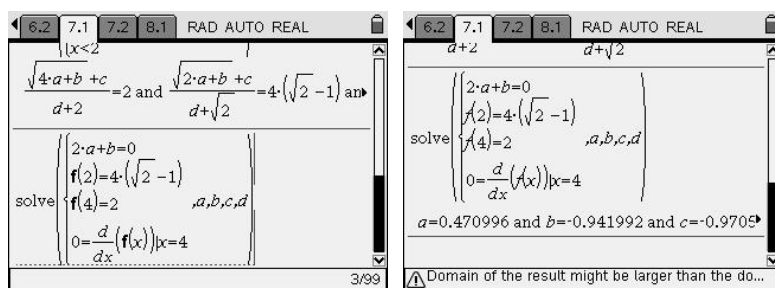 6.2 7.1 7.2 8.1 RAD AUTO REAL
|x<2
√(4·a+b) +c / d+2 =2 and √(2·a+b) +c / d+√2 =4·(√2 -1) an▸
solve
2·a+b=0
f(2)=4·(√2 -1)
f(4)=2 ,a,b,c,d
0=d/dx(f(x))|x=4
3/99
6.2 7.1 7.2 8.1 RAD AUTO REAL
d+2 d+√2
solve
2·a+b=0
f(2)=4·(√2 -1)
f(4)=2 ,a,b,c,d
0=d/dx(f(x))|x=4
a=0.470996 and b=-0.941992 and c=-0.9705▸
Domain of the result might be larger than the do...